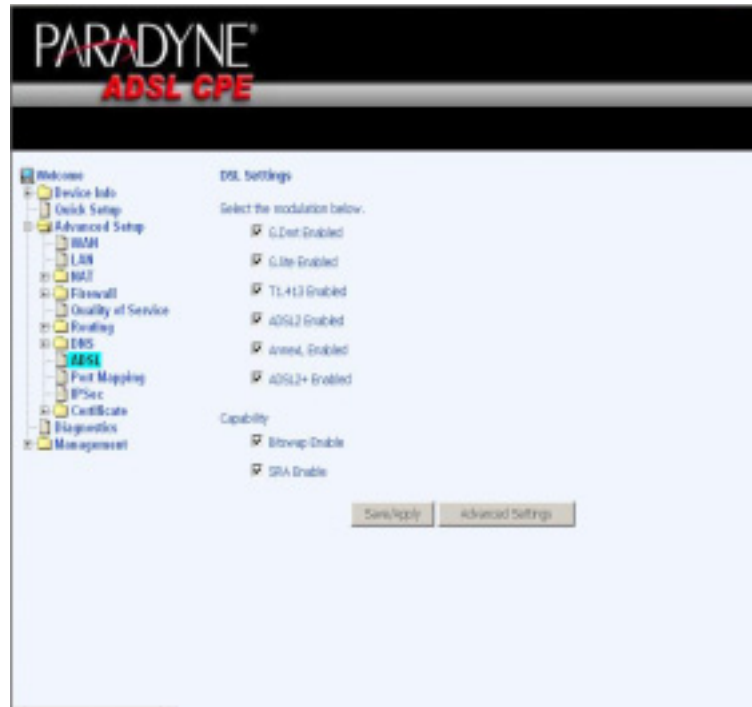 PARADYNE®
ADSL CPE
Welcome
Device Info
Quick Setup
Advanced Setup
WAN
LAN
NAT
Firewall
Quality of Service
Routing
DNS
ADSL
Port Mapping
IPSec
Certificate
Diagnostics
Management
DSL Settings
Select the modulation below.
G.Dmt Enabled
G.lite Enabled
T1.413 Enabled
ADSL2 Enabled
AnnexL Enabled
ADSL2+ Enabled
Capability
Bitswap Enable
SRA Enable
Save/Apply
Advanced Settings